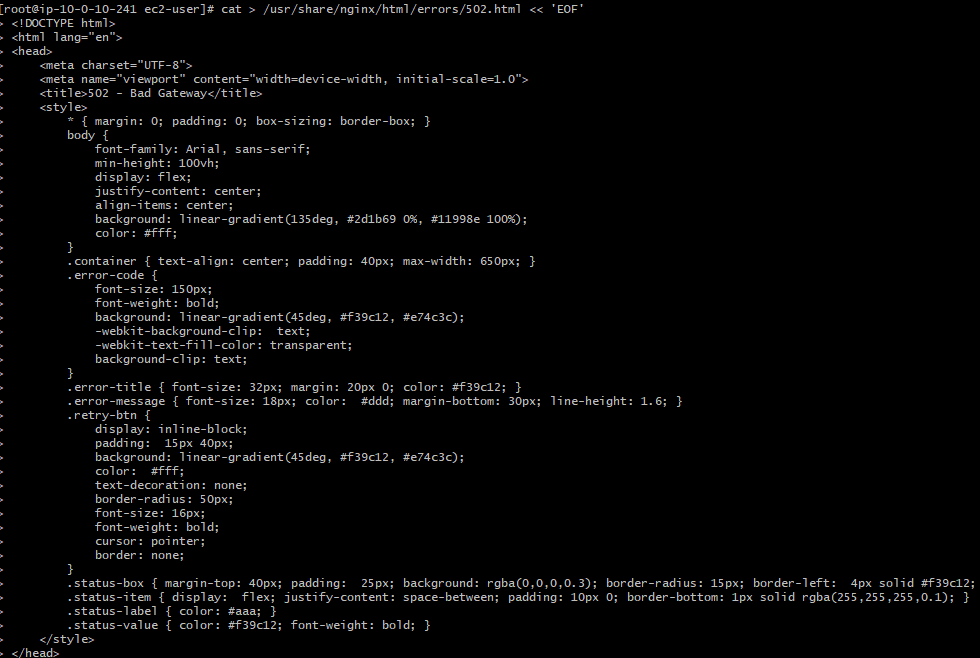 [root@ip-10-0-10-241 ec2-user]# cat > /usr/share/nginx/html/errors/502.html << 'EOF'
> <!DOCTYPE html>
> <html lang="en">
> <head>
>     <meta charset="UTF-8">
>     <meta name="viewport" content="width=device-width, initial-scale=1.0">
>     <title>502 - Bad Gateway</title>
>     <style>
>         * { margin: 0; padding: 0; box-sizing: border-box; }
>         body {
>             font-family: Arial, sans-serif;
>             min-height: 100vh;
>             display: flex;
>             justify-content: center;
>             align-items: center;
>             background: linear-gradient(135deg, #2d1b69 0%, #11998e 100%);
>             color: #fff;
>         }
>         .container { text-align: center; padding: 40px; max-width: 650px; }
>         .error-code {
>             font-size: 150px;
>             font-weight: bold;
>             background: linear-gradient(45deg, #f39c12, #e74c3c);
>             -webkit-background-clip:  text;
>             -webkit-text-fill-color: transparent;
>             background-clip: text;
>         }
>         .error-title { font-size: 32px; margin: 20px 0; color: #f39c12; }
>         .error-message { font-size: 18px; color:  #ddd; margin-bottom: 30px; line-height: 1.6; }
>         .retry-btn {
>             display: inline-block;
>             padding:  15px 40px;
>             background: linear-gradient(45deg, #f39c12, #e74c3c);
>             color:  #fff;
>             text-decoration: none;
>             border-radius: 50px;
>             font-size: 16px;
>             font-weight: bold;
>             cursor: pointer;
>             border: none;
>         }
>         .status-box { margin-top: 40px; padding:  25px; background: rgba(0,0,0,0.3); border-radius: 15px; border-left:  4px solid #f39c12;
>         .status-item { display:  flex; justify-content: space-between; padding: 10px 0; border-bottom: 1px solid rgba(255,255,255,0.1); }
>         .status-label { color: #aaa; }
>         .status-value { color: #f39c12; font-weight: bold; }
>     </style>
> </head>